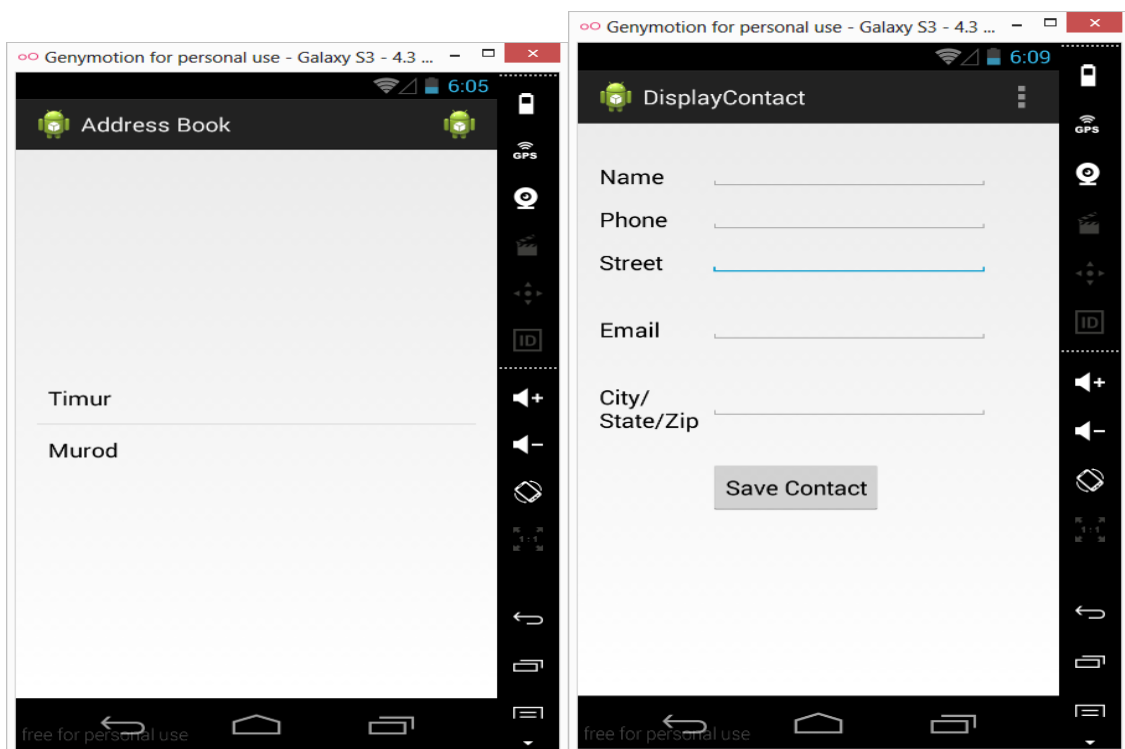 Genymotion for personal use - Galaxy S3 - 4.3 ...
6:05
Address Book
GPS
ID
Timur
Murod
1:1
free for personal use
Genymotion for personal use - Galaxy S3 - 4.3 ...
6:09
DisplayContact
GPS
Name
Phone
Street
ID
Email
City/
State/Zip
Save Contact
1:1
free for personal use